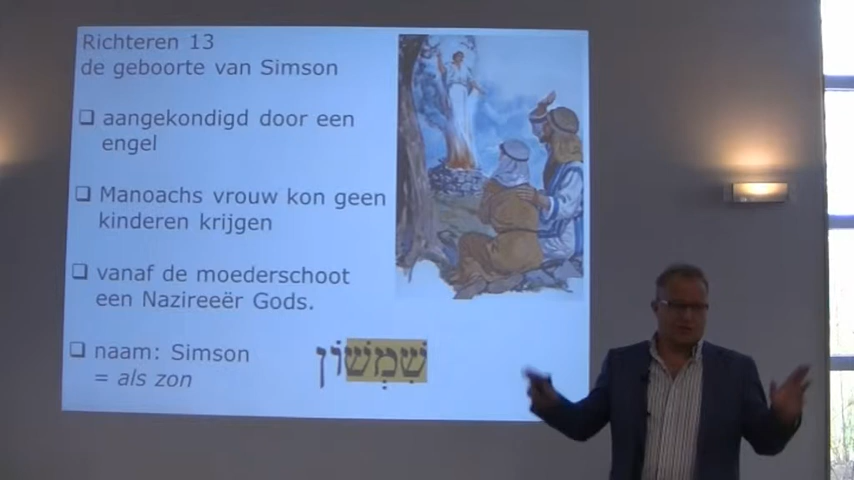 Richteren 13
de geboorte van Simson
❑ aangekondigd door een
engel
❑ Manoachs vrouw kon geen
kinderen krijgen
❑ vanaf de moederschoot
een Nazireeër Gods.
❑ naam: Simson שִׁמְשׁוֹן
= als zon